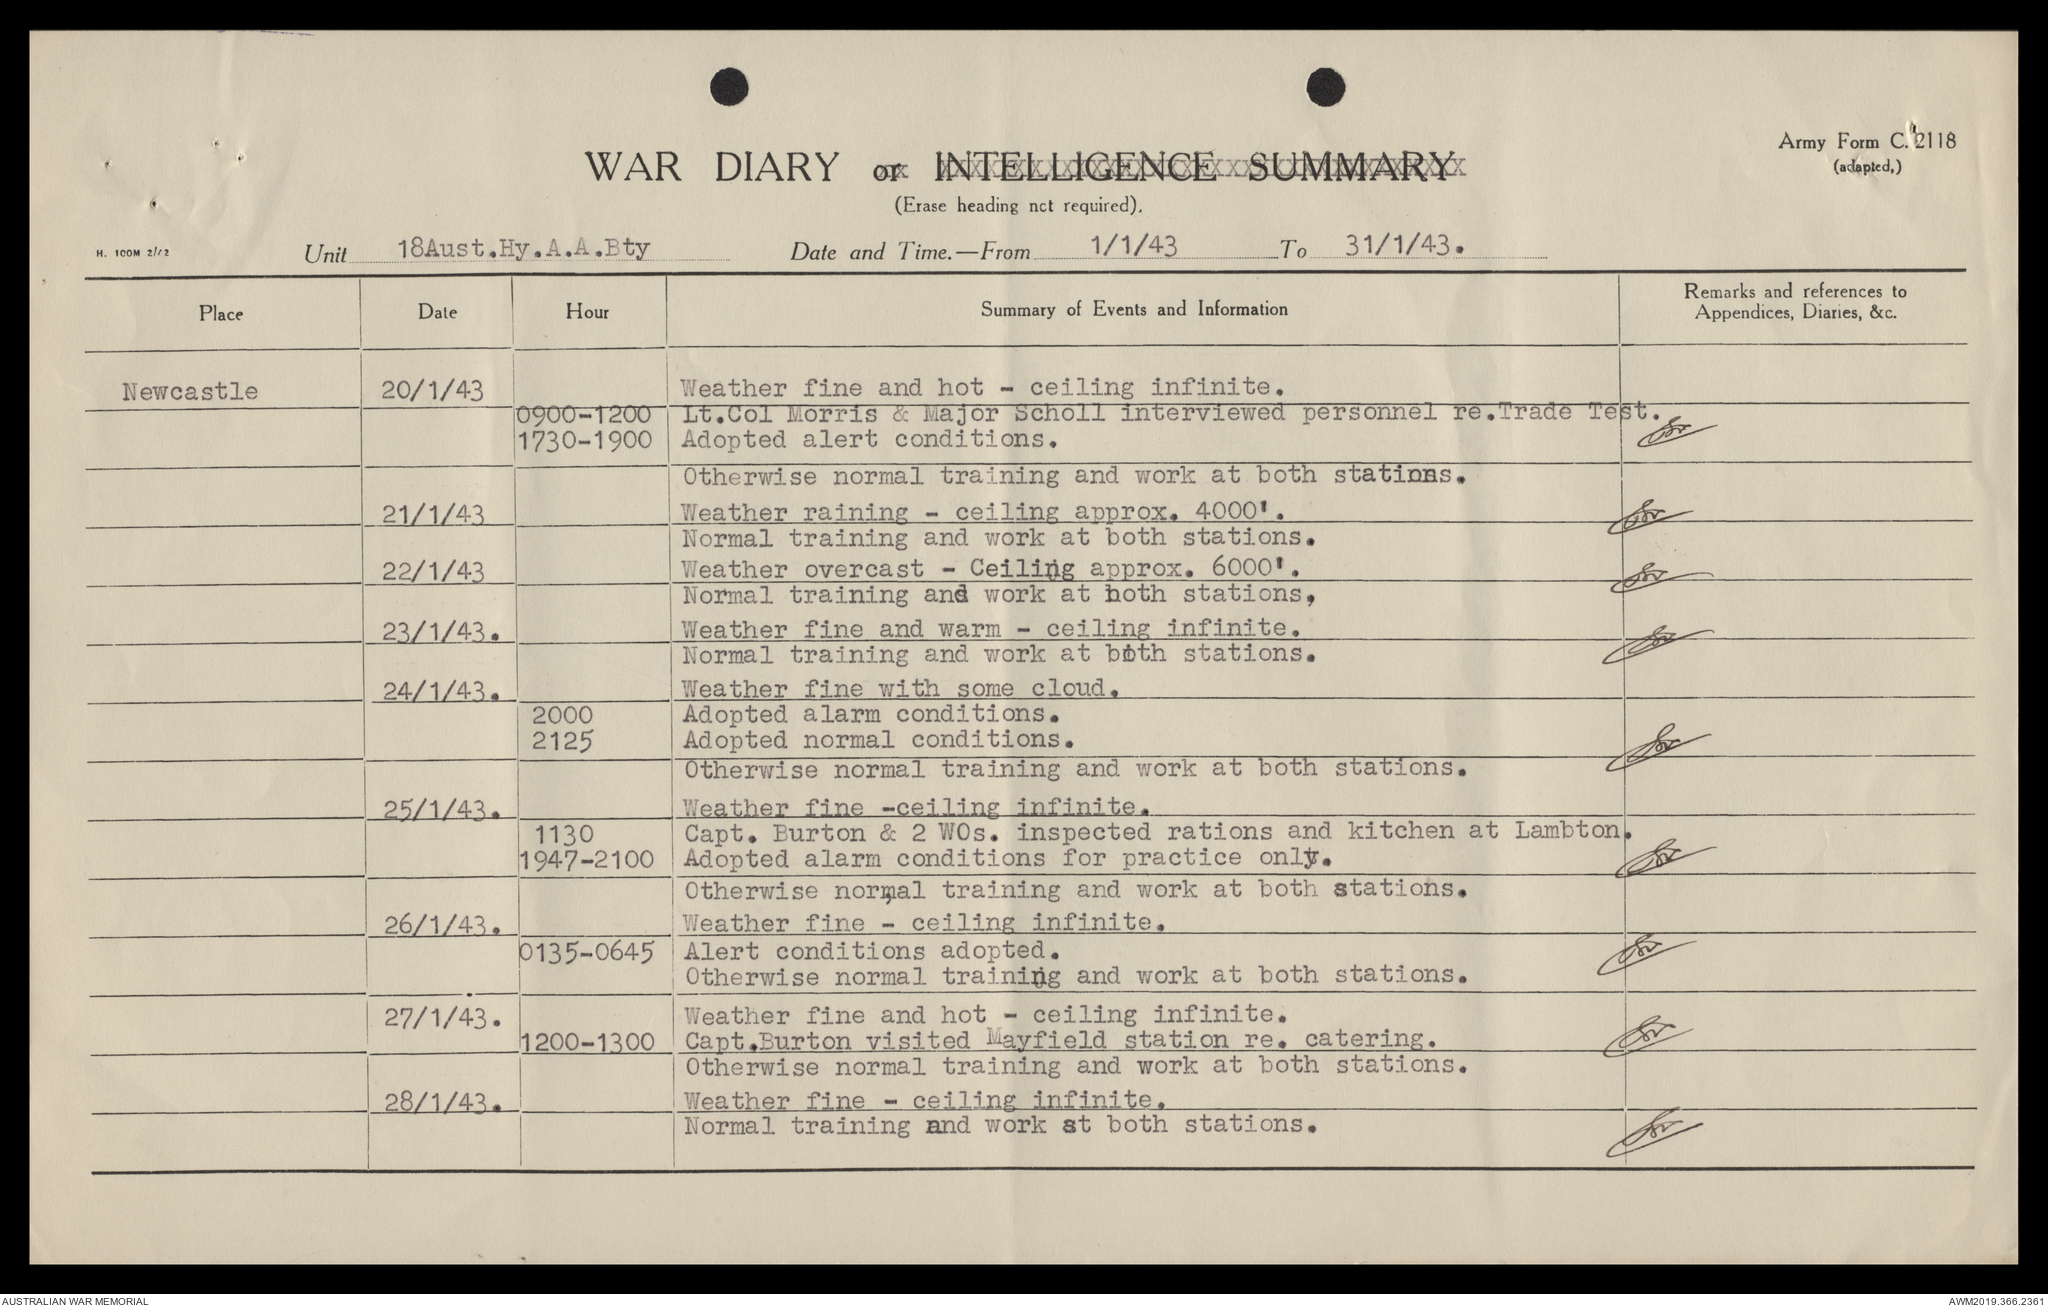 Army Form C. 2118
(adapted,)
WAR DIARY or INTELLIGENCE SUMMARY
(Erase heading not required).
H. 100M 2/42
Unit 18Aust.Hy.A.A.Bty Date and Time.—From 1/1/43 To 31/1/43.
Place Date Hour Summary of Events and Information Remarks and references to
Appendices, Diaries, &c.
Newcastle 20/1/43 Weather fine and hot - ceiling infinite.
0900-1200 Lt.Col Morris & Major Scholl interviewed personnel re.Trade Test.
1730-1900 Adopted alert conditions.
Otherwise normal training and work at both stations.
21/1/43 Weather raining - ceiling approx. 4000'.
Normal training and work at both stations.
22/1/43 Weather overcast - Ceiling approx. 6000'.
Normal training and work at both stations,
23/1/43. Weather fine and warm - ceiling infinite.
Normal training and work at both stations.
24/1/43. Weather fine with some cloud.
2000 Adopted alarm conditions.
2125 Adopted normal conditions.
Otherwise normal training and work at both stations.
25/1/43. Weather fine -ceiling infinite.
1130 Capt. Burton & 2 WOs. inspected rations and kitchen at Lambton.
1947-2100 Adopted alarm conditions for practice only.
Otherwise normal training and work at both stations.
26/1/43. Weather fine - ceiling infinite.
0135-0645 Alert conditions adopted.
Otherwise normal training and work at both stations.
27/1/43. Weather fine and hot - ceiling infinite.
1200-1300 Capt.Burton visited Mayfield station re. catering.
Otherwise normal training and work at both stations.
28/1/43. Weather fine - ceiling infinite.
Normal training and work at both stations.
AUSTRALIAN WAR MEMORIAL AWM2019.366.2361